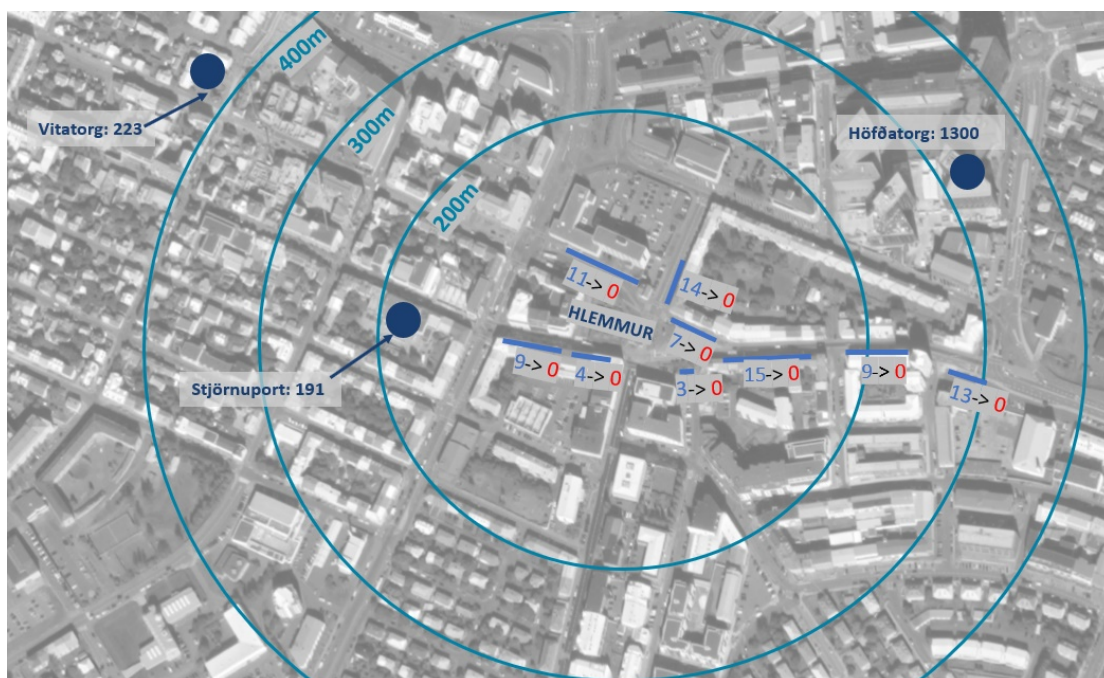 400m
Vitatorg: 223
300m
Höfðatorg: 1300
200m
11-> 0
14-> 0
HLEMMUR
7-> 0
9-> 0
4-> 0
3-> 0
15-> 0
9-> 0
13-> 0
Stjörnuport: 191